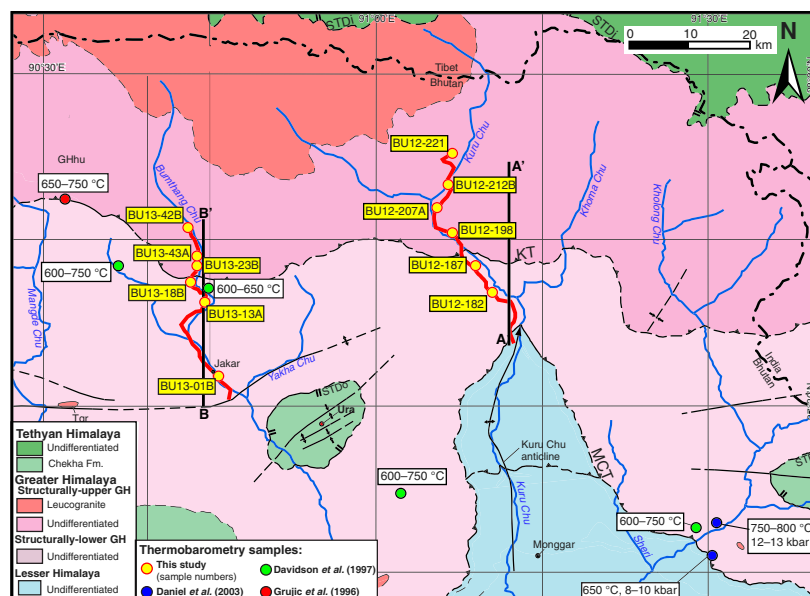 91°00'E
91°30'E
90°30'E
STDi
STDi
N
0 10 20
km
Tibet
Bhutan
Kuru Chu
GHhu
650–750 °C
Bumthang Chu
B'
A'
BU12-221
BU12-212B
BU12-207A
BU12-198
BU12-187
BU12-182
KT
Khoma Chu
Kholong Chu
BU13-42B
BU13-43A
BU13-23B
BU13-18B
BU13-13A
600–750 °C
600–650 °C
Mangde Chu
A
India
Bhutan
Jakar
Yakha Chu
BU13-01B
B
STDo
Ura
Kuru Chu
anticline
MCT
Kuru Chu
600–750 °C
Monggar
Sheri
600–750 °C
750–800 °C
12–13 kbar
650 °C, 8–10 kbar
Tethyan Himalaya
Undifferentiated
Chekha Fm.
Greater Himalaya
Structurally-upper GH
Leucogranite
Undifferentiated
Structurally-lower GH
Undifferentiated
Lesser Himalaya
Undifferentiated
Thermobarometry samples:
This study
(sample numbers)
Davidson et al. (1997)
Daniel et al. (2003)
Grujic et al. (1996)